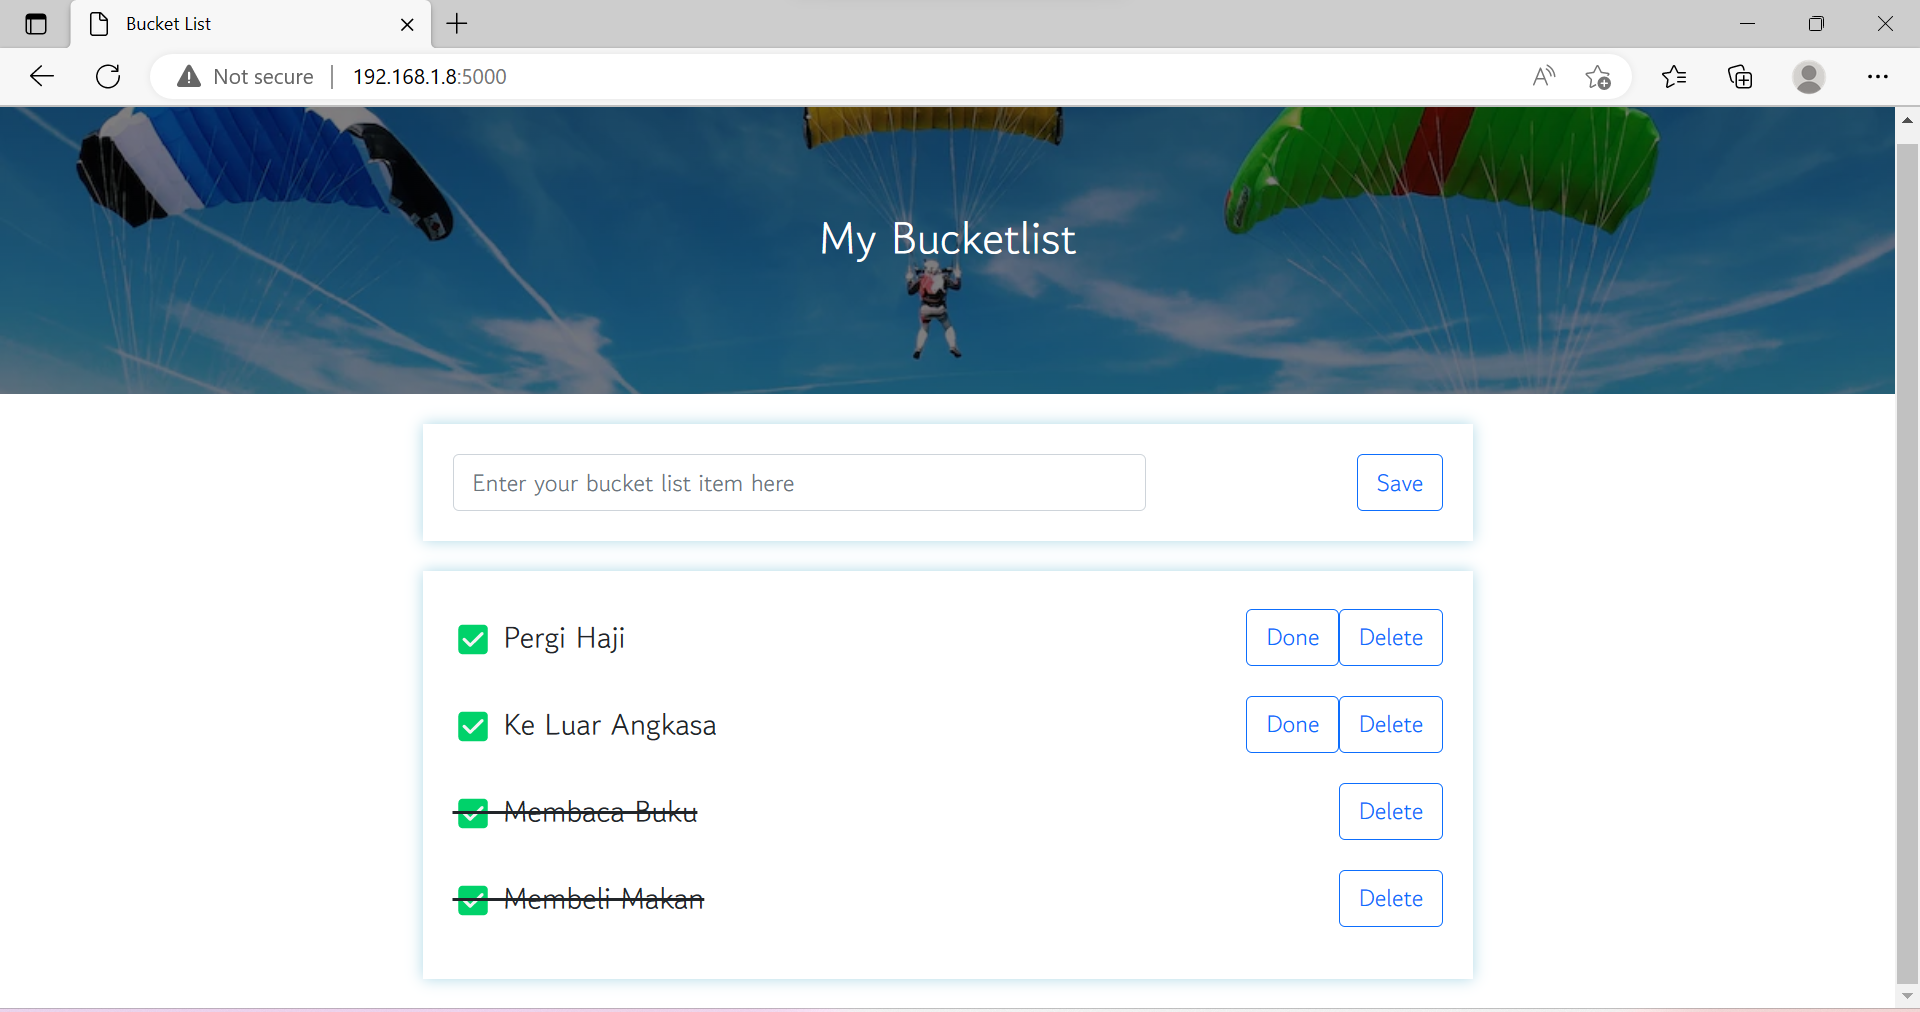 Bucket List
Not secure
192.168.1.8:5000
My Bucketlist
Enter your bucket list item here
Save
✅ Pergi Haji
Done
Delete
✅ Ke Luar Angkasa
Done
Delete
✅ Membaca Buku
Delete
✅ Membeli Makan
Delete